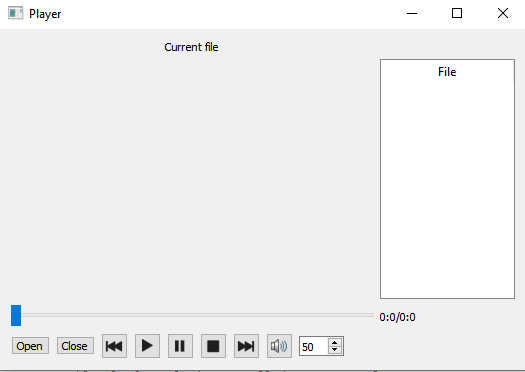 Player
Current file
File
0:0/0:0
Open Close 50